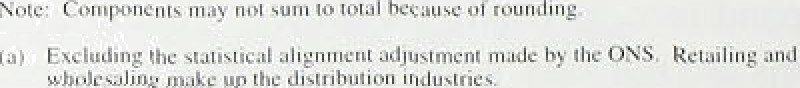 Note: Components may not sum to total because of rounding.
(a) Excluding the statistical alignment adjustment made by the ONS. Retailing and
wholesaling make up the distribution industries.